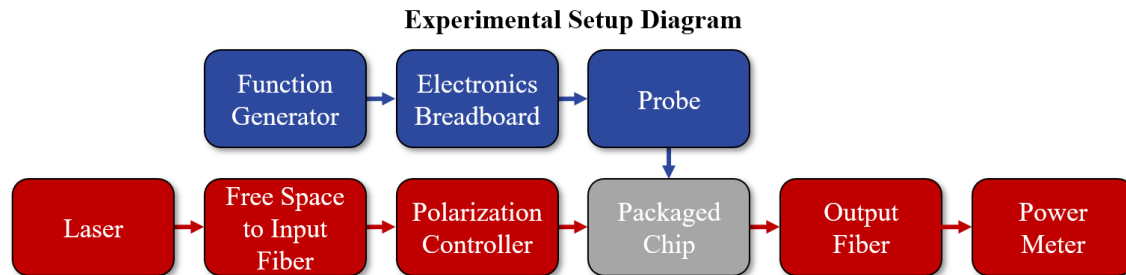 Experimental Setup Diagram
Function
Generator
Electronics
Breadboard
Probe
Laser
Free Space
to Input
Fiber
Polarization
Controller
Packaged
Chip
Output
Fiber
Power
Meter